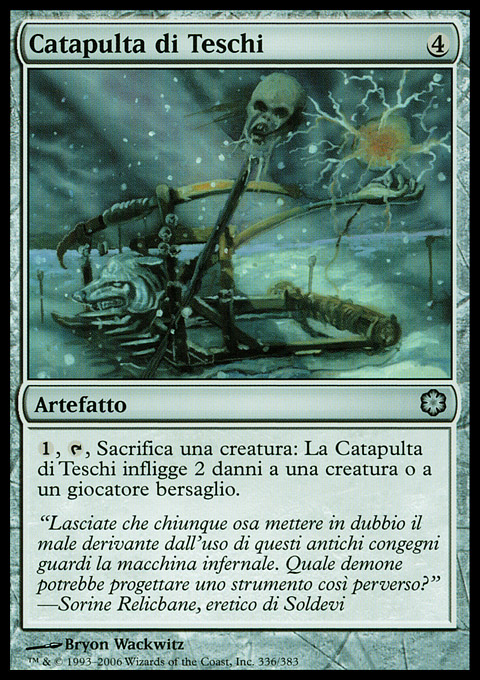 Catapulta di Teschi 4
Artefatto
1, , Sacrifica una creatura: La Catapulta
di Teschi infligge 2 danni a una creatura o a
un giocatore bersaglio.
“Lasciate che chiunque osa mettere in dubbio il
male derivante dall’uso di questi antichi congegni
guardi la macchina infernale. Quale demone
potrebbe progettare uno strumento così perverso?”
—Sorine Relicbane, eretico di Soldevi
Bryon Wackwitz
™ & © 1993–2006 Wizards of the Coast, Inc. 336/383